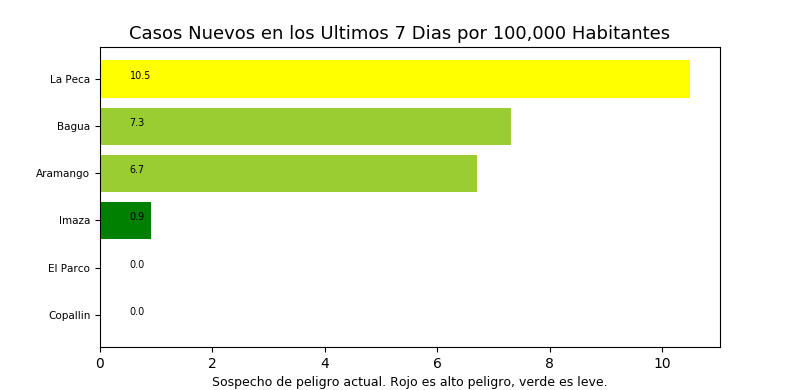 Casos Nuevos en los Ultimos 7 Dias por 100,000 Habitantes
La Peca 10.5
Bagua 7.3
Aramango 6.7
Imaza 0.9
El Parco 0.0
Copallin 0.0
0 2 4 6 8 10
Sospecho de peligro actual. Rojo es alto peligro, verde es leve.